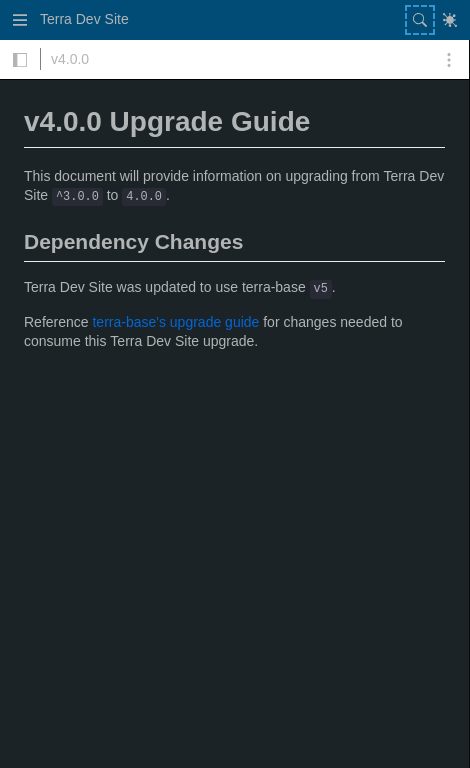 Terra Dev Site
v4.0.0
v4.0.0 Upgrade Guide
This document will provide information on upgrading from Terra Dev
Site ^3.0.0 to 4.0.0.
Dependency Changes
Terra Dev Site was updated to use terra-base v5.
Reference terra-base's upgrade guide for changes needed to
consume this Terra Dev Site upgrade.